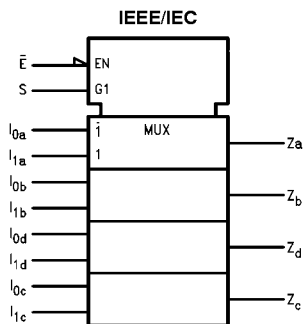 IEEE/IEC
Ē EN
S G1
I0a 1̄ MUX Za
I1a 1
I0b Zb
I1b
I0d Zd
I1d
I0c Zc
I1c